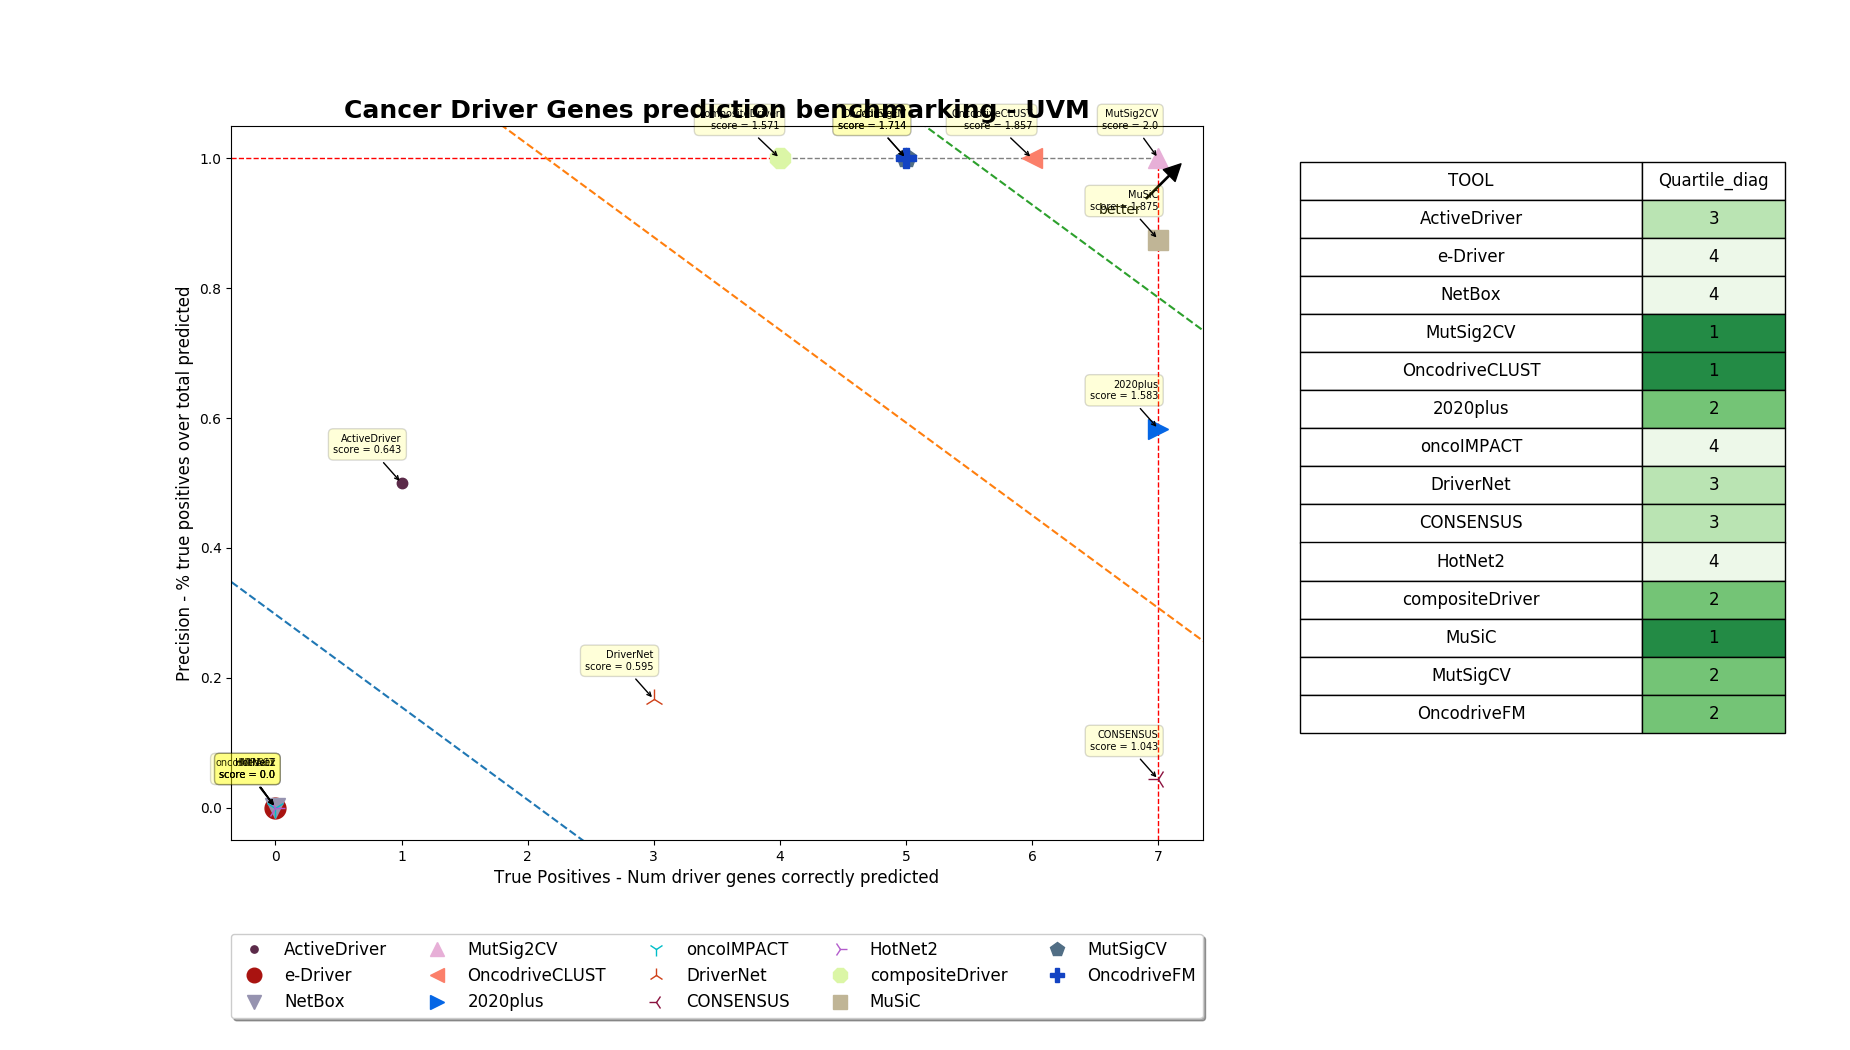 Cancer Driver Genes prediction benchmarking - UVM
score = 1.571
score = 1.714
OncodriveCLUST
score = 1.857
MutSig2CV
score = 2.0
MuSiC
score = 1.875
better
2020plus
score = 1.583
ActiveDriver
score = 0.643
DriverNet
score = 0.595
CONSENSUS
score = 1.043
score = 0.0
1.0
0.8
0.6
0.4
0.2
0.0
Precision - % true positives over total predicted
0 1 2 3 4 5 6 7
True Positives - Num driver genes correctly predicted
TOOL Quartile_diag
ActiveDriver 3
e-Driver 4
NetBox 4
MutSig2CV 1
OncodriveCLUST 1
2020plus 2
oncoIMPACT 4
DriverNet 3
CONSENSUS 3
HotNet2 4
compositeDriver 2
MuSiC 1
MutSigCV 2
OncodriveFM 2
ActiveDriver MutSig2CV oncoIMPACT HotNet2 MutSigCV
e-Driver OncodriveCLUST DriverNet compositeDriver OncodriveFM
NetBox 2020plus CONSENSUS MuSiC